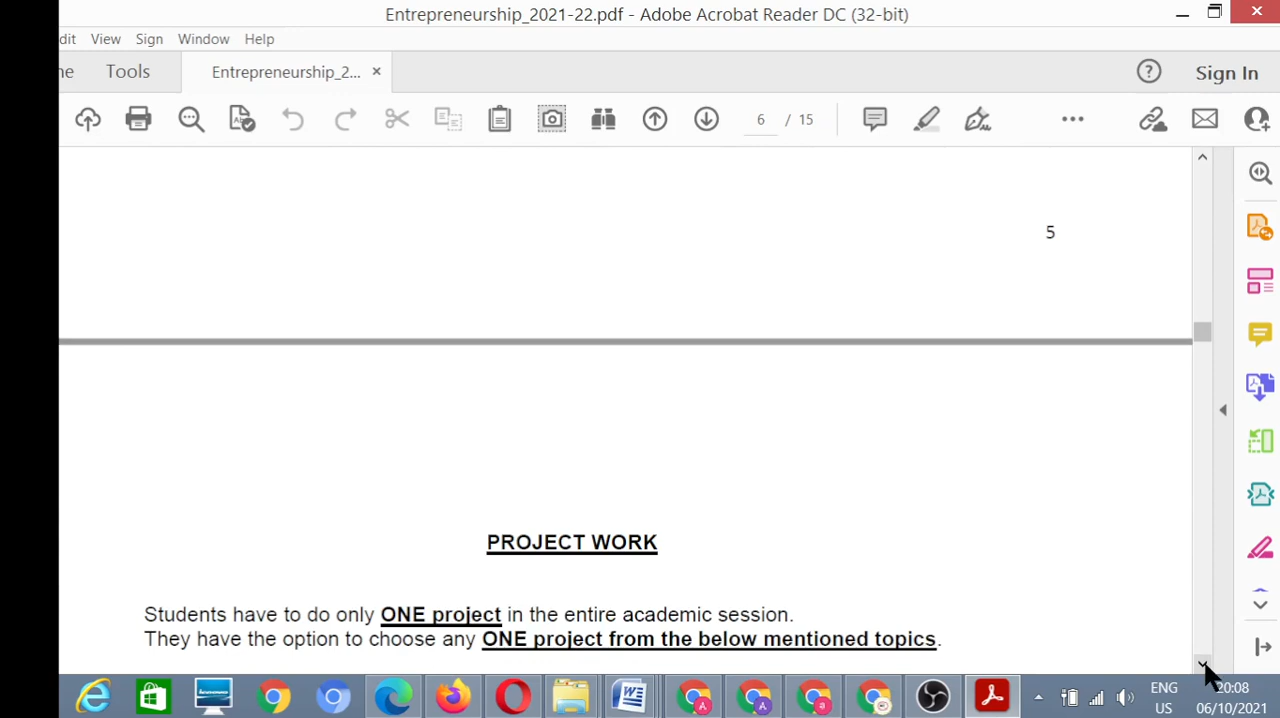 Entrepreneurship_2021-22.pdf - Adobe Acrobat Reader DC (32-bit)
dit View Sign Window Help
ne Tools Entrepreneurship_2... × Sign In
6 / 15
5
PROJECT WORK
Students have to do only ONE project in the entire academic session.
They have the option to choose any ONE project from the below mentioned topics.
ENG 20:08
US 06/10/2021